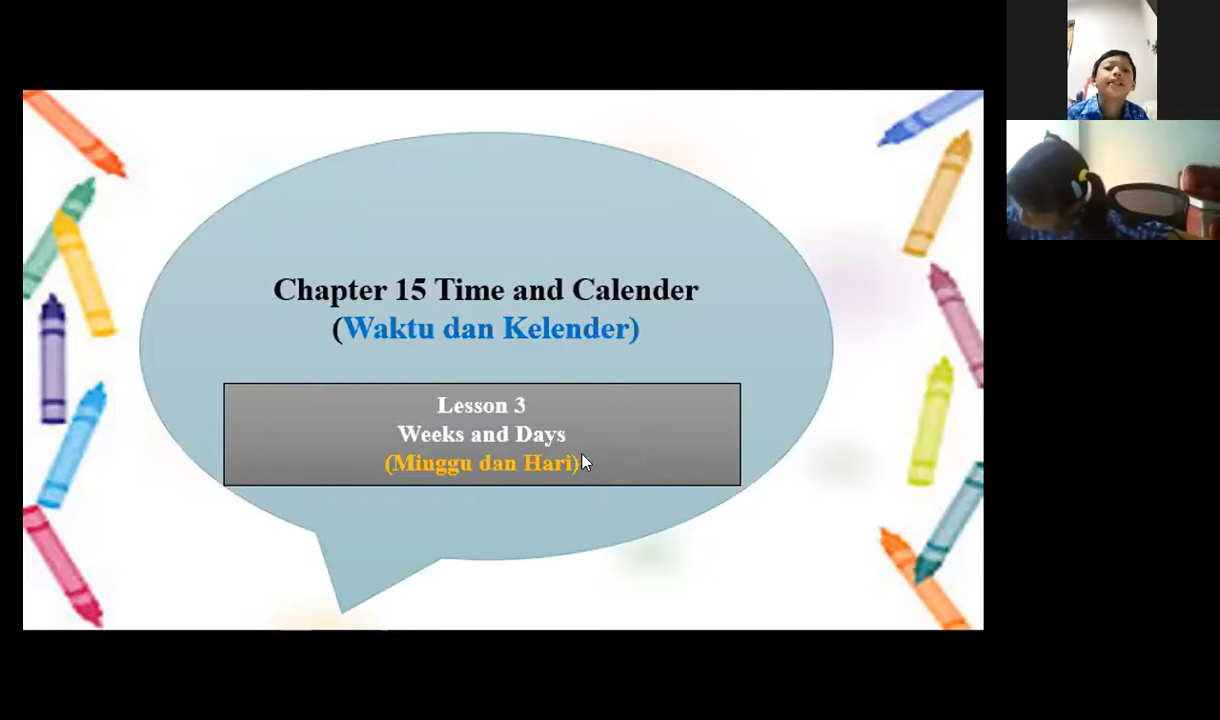 Chapter 15 Time and Calender
(Waktu dan Kelender)
Lesson 3
Weeks and Days
(Minggu dan Hari)